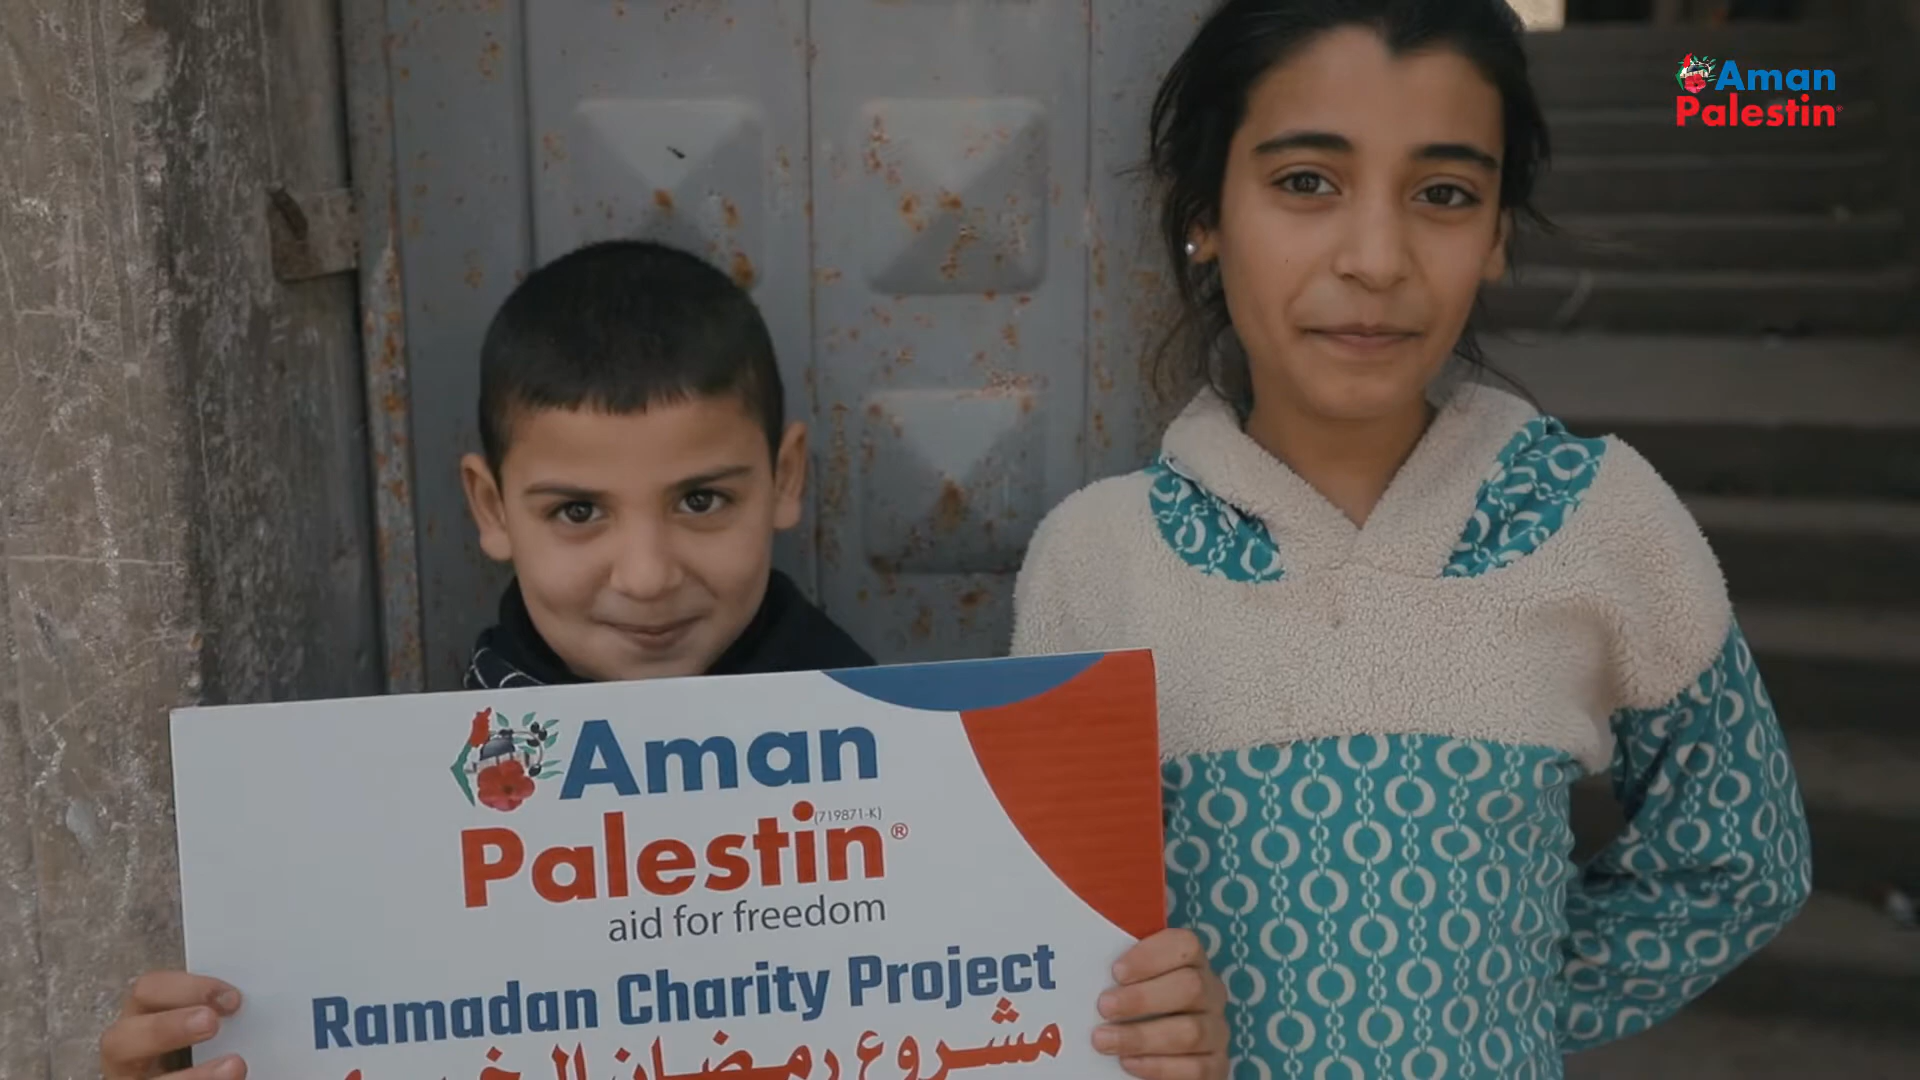 Aman
Palestin®
Aman
Palestin®
(719871-K)
aid for freedom
Ramadan Charity Project
مشروع رمضان